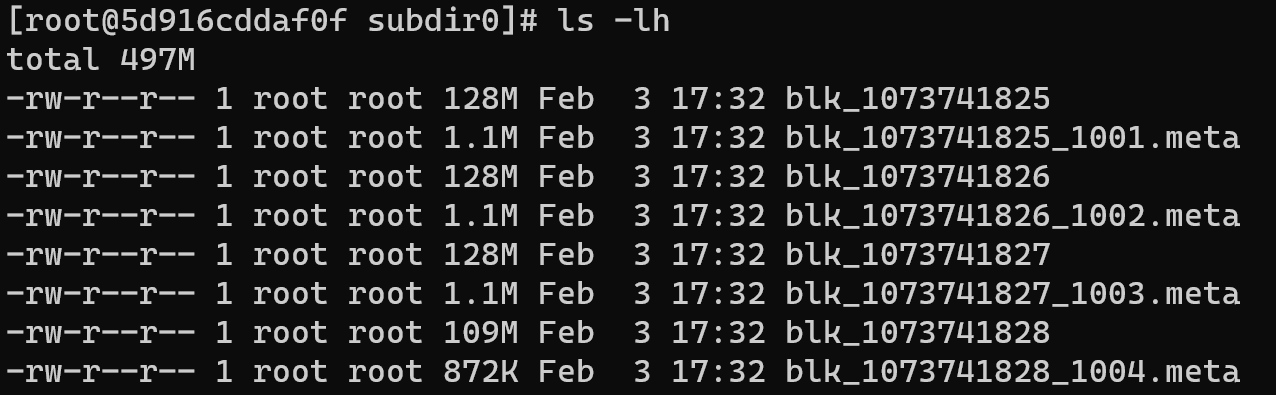 [root@5d916cddaf0f subdir0]# ls -lh
total 497M
-rw-r--r-- 1 root root 128M Feb  3 17:32 blk_1073741825
-rw-r--r-- 1 root root 1.1M Feb  3 17:32 blk_1073741825_1001.meta
-rw-r--r-- 1 root root 128M Feb  3 17:32 blk_1073741826
-rw-r--r-- 1 root root 1.1M Feb  3 17:32 blk_1073741826_1002.meta
-rw-r--r-- 1 root root 128M Feb  3 17:32 blk_1073741827
-rw-r--r-- 1 root root 1.1M Feb  3 17:32 blk_1073741827_1003.meta
-rw-r--r-- 1 root root 109M Feb  3 17:32 blk_1073741828
-rw-r--r-- 1 root root 872K Feb  3 17:32 blk_1073741828_1004.meta